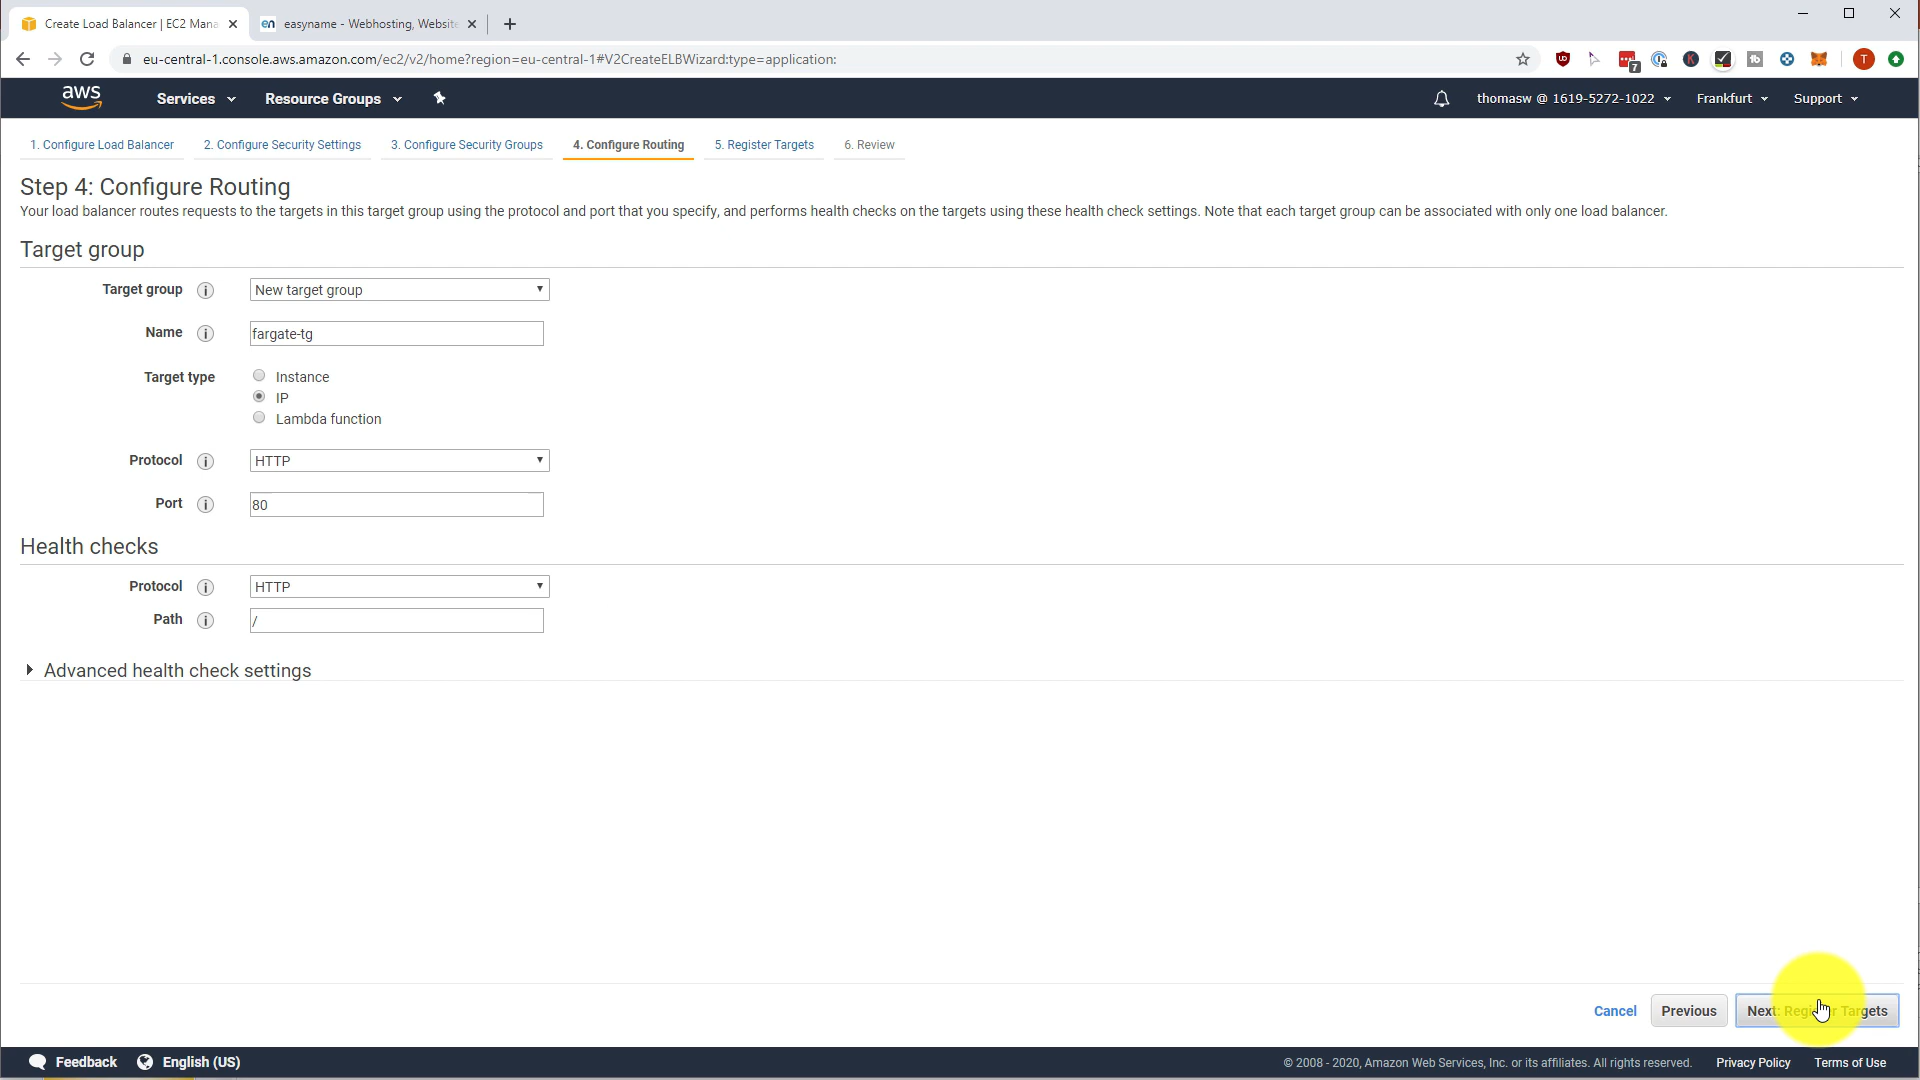 Create Load Balancer | EC2 Mana
easyname - Webhosting, Website
eu-central-1.console.aws.amazon.com/ec2/v2/home?region=eu-central-1#V2CreateELBWizard:type=application:
7
K
tb
T
aws
Services
Resource Groups
thomasw @ 1619-5272-1022
Frankfurt
Support
1. Configure Load Balancer
2. Configure Security Settings
3. Configure Security Groups
4. Configure Routing
5. Register Targets
6. Review
Step 4: Configure Routing
Your load balancer routes requests to the targets in this target group using the protocol and port that you specify, and performs health checks on the targets using these health check settings. Note that each target group can be associated with only one load balancer.
Target group
Target group
New target group
Name
fargate-tg
Target type
Instance
IP
Lambda function
Protocol
HTTP
Port
80
Health checks
Protocol
HTTP
Path
/
Advanced health check settings
Cancel
Previous
Next: Register Targets
Feedback
English (US)
© 2008 - 2020, Amazon Web Services, Inc. or its affiliates. All rights reserved.
Privacy Policy
Terms of Use